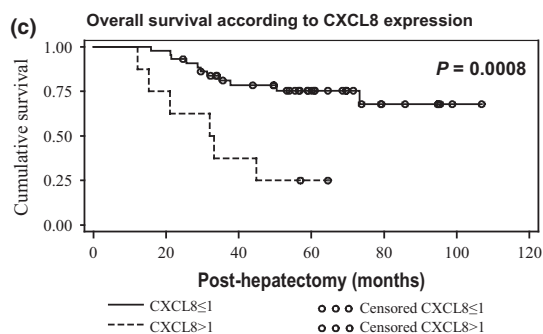 (c) Overall survival according to CXCL8 expression
1.00
0.75
0.50
0.25
0.00
Cumulative survival
P = 0.0008
0 20 40 60 80 100 120
Post-hepatectomy (months)
CXCL8≤1 Censored CXCL8≤1
CXCL8>1 Censored CXCL8>1